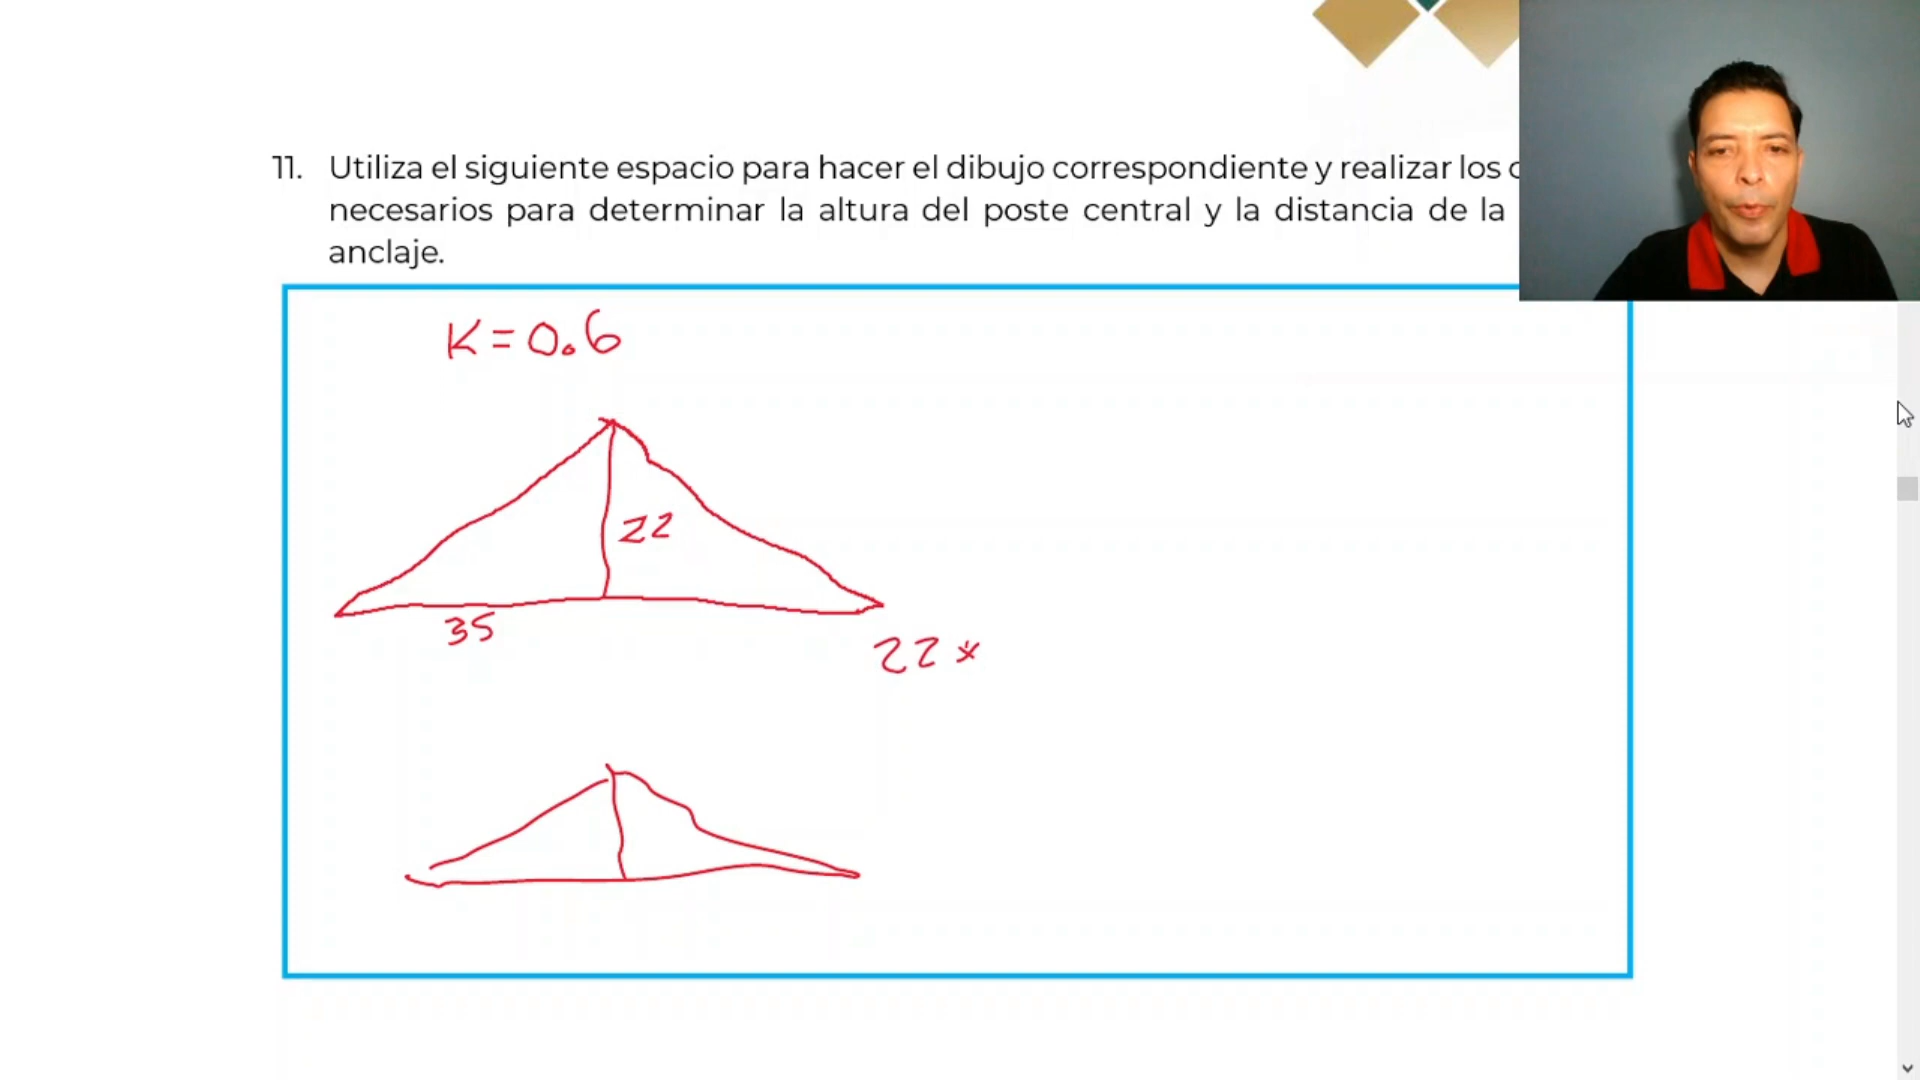 11. Utiliza el siguiente espacio para hacer el dibujo correspondiente y realizar los
necesarios para determinar la altura del poste central y la distancia de la
anclaje.
K=0.6
22
35
22 *